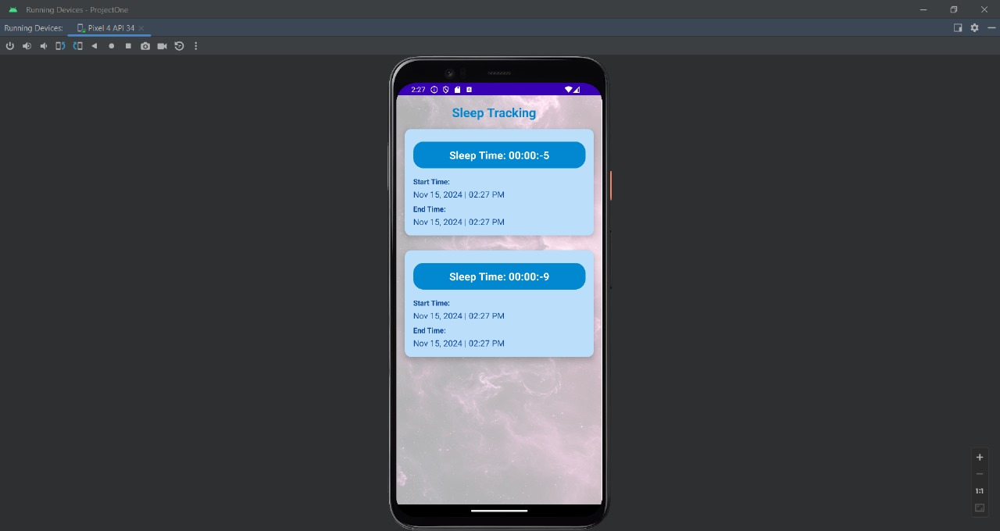 Running Devices - ProjectOne
Running Devices: Pixel 4 API 34
2:27
Sleep Tracking
Sleep Time: 00:00:-5
Start Time:
Nov 15, 2024 | 02:27 PM
End Time:
Nov 15, 2024 | 02:27 PM
Sleep Time: 00:00:-9
Start Time:
Nov 15, 2024 | 02:27 PM
End Time:
Nov 15, 2024 | 02:27 PM
1:1